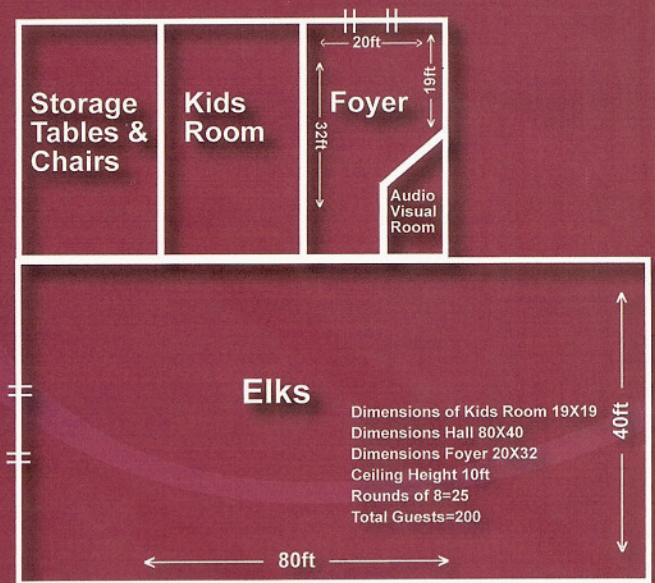 20ft
19ft
Storage
Tables &
Chairs
Kids
Room
Foyer
32ft
Audio
Visual
Room
Elks
Dimensions of Kids Room 19X19
Dimensions Hall 80X40
Dimensions Foyer 20X32
Ceiling Height 10ft
Rounds of 8=25
Total Guests=200
40ft
80ft